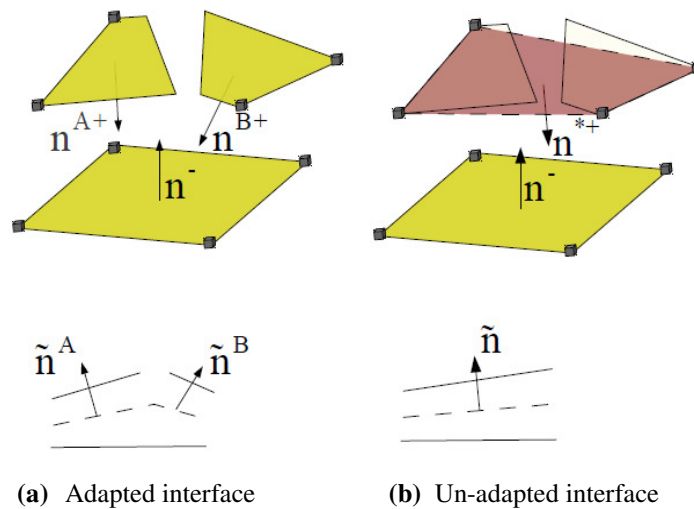 n A+
n B+
n -
n *+
n -
ñ A
ñ B
ñ
(a) Adapted interface
(b) Un-adapted interface